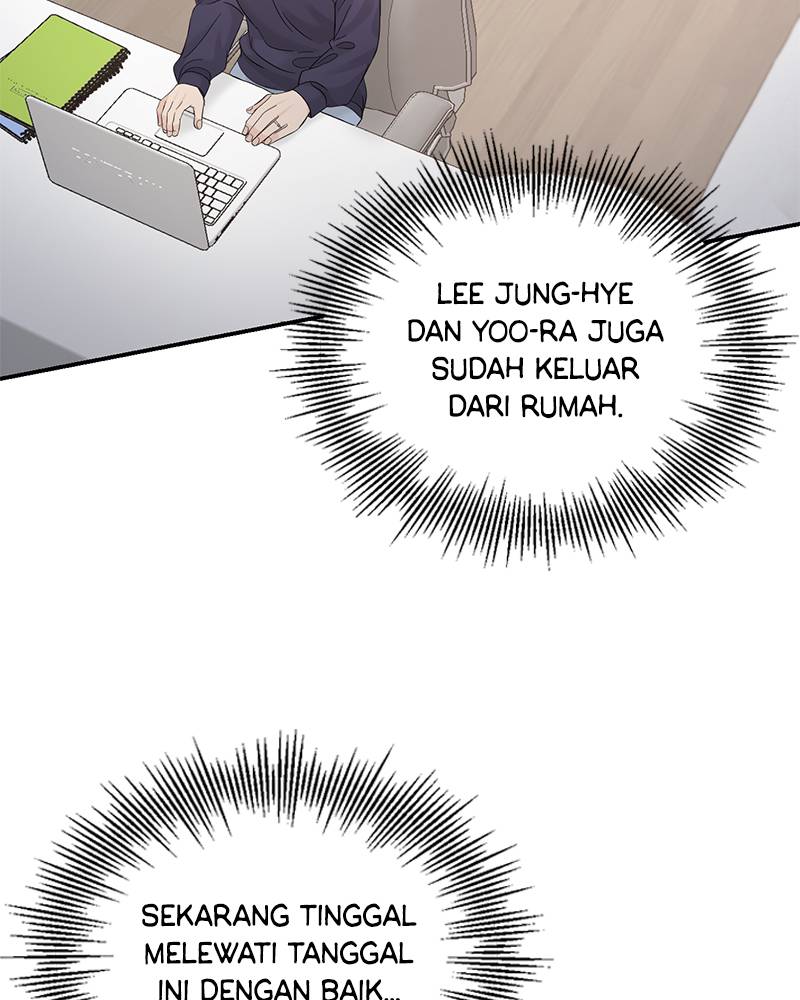 LEE JUNG-HYE
DAN YOO-RA JUGA
SUDAH KELUAR
DARI RUMAH.
SEKARANG TINGGAL
MELEWATI TANGGAL
INI DENGAN BAIK...